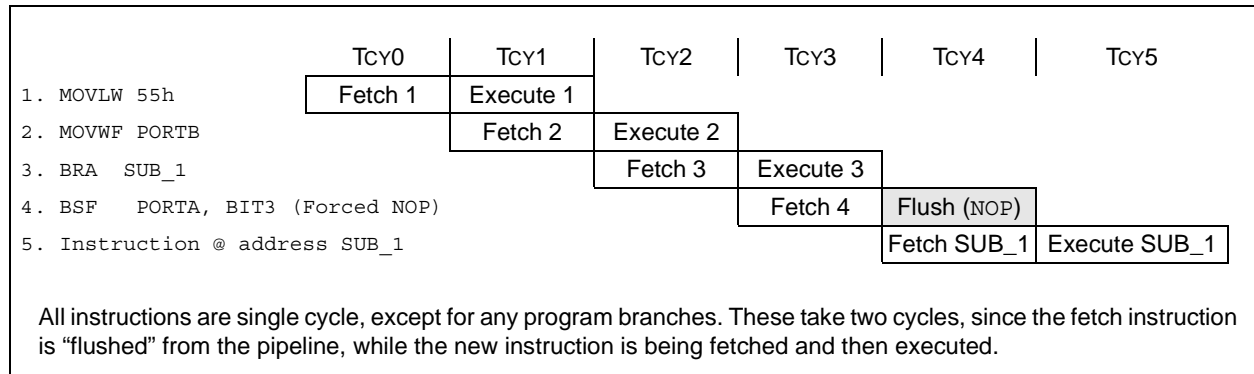 TCY0 TCY1 TCY2 TCY3 TCY4 TCY5
1. MOVLW 55h Fetch 1 Execute 1
2. MOVWF PORTB Fetch 2 Execute 2
3. BRA SUB_1 Fetch 3 Execute 3
4. BSF PORTA, BIT3 (Forced NOP) Fetch 4 Flush (NOP)
5. Instruction @ address SUB_1 Fetch SUB_1 Execute SUB_1
All instructions are single cycle, except for any program branches. These take two cycles, since the fetch instruction
is “flushed” from the pipeline, while the new instruction is being fetched and then executed.